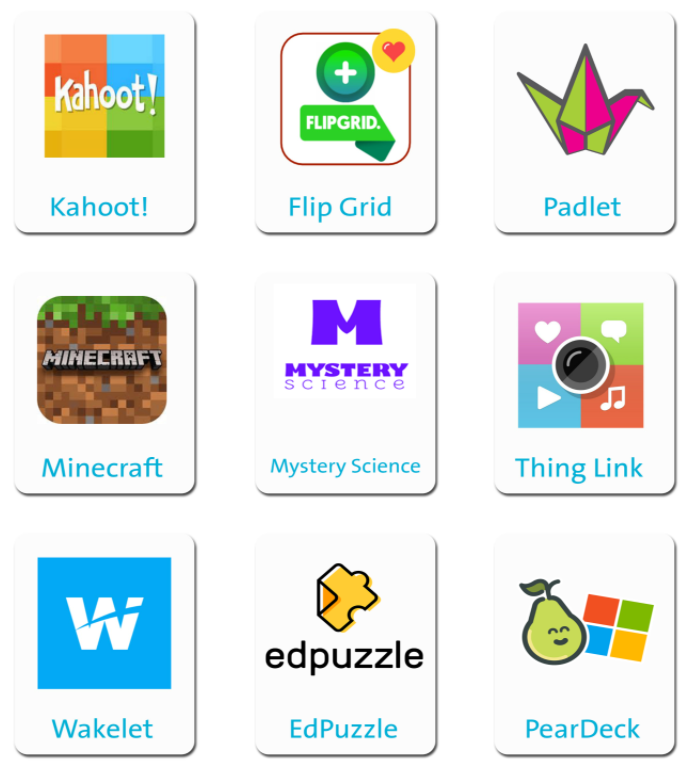 Kahoot!
Kahoot!
FLIPGRID.
Flip Grid
Padlet
MINECRAFT
Minecraft
M
MYSTERY
SCIENCE
Mystery Science
Thing Link
W
Wakelet
edpuzzle
EdPuzzle
PearDeck